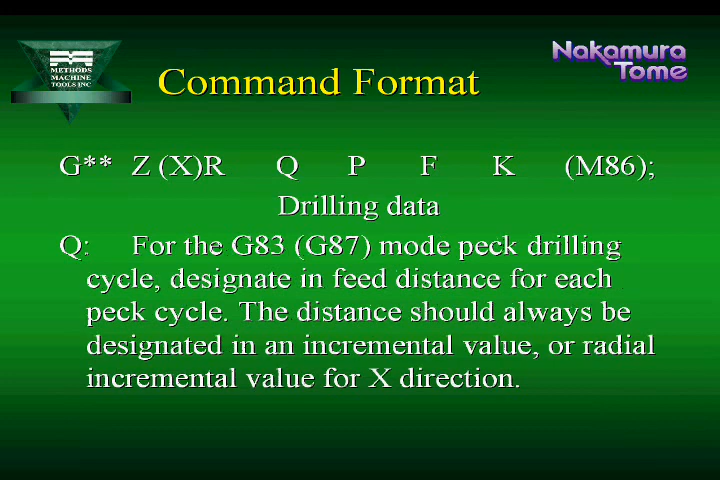 METHODS
MACHINE
TOOLS INC
Nakamura
Tome
Command Format
G** Z (X)R Q P F K (M86);
Drilling data
Q: For the G83 (G87) mode peck drilling
cycle, designate in feed distance for each
peck cycle. The distance should always be
designated in an incremental value, or radial
incremental value for X direction.